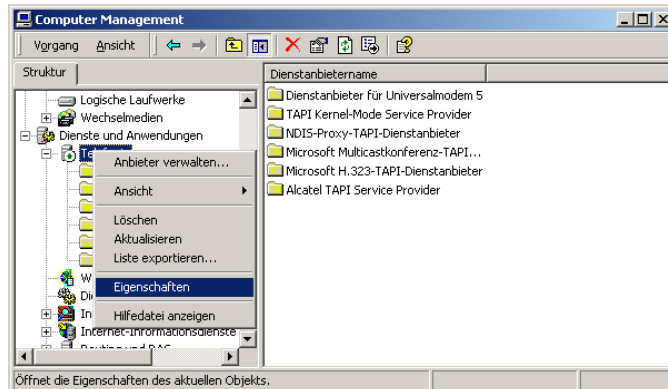 Computer Management
Vorgang Ansicht
Struktur
Dienstanbietername
Logische Laufwerke
Wechselmedien
Dienste und Anwendungen
Anbieter verwalten...
Ansicht
Löschen
Aktualisieren
Liste exportieren...
Eigenschaften
Hilfedatei anzeigen
W
Di
In
Internet-Informationsdienste
Dienstanbieter für Universalmodem 5
TAPI Kernel-Mode Service Provider
NDIS-Proxy-TAPI-Dienstanbieter
Microsoft Multicastkonferenz-TAPI...
Microsoft H.323-TAPI-Dienstanbieter
Alcatel TAPI Service Provider
Öffnet die Eigenschaften des aktuellen Objekts.